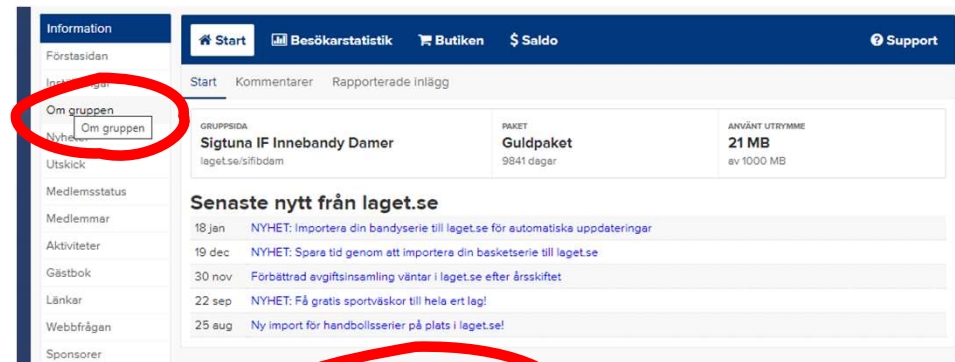 Information
Förstasidan
Om gruppen
Om gruppen
Utskick
Medlemsstatus
Medlemmar
Aktiviteter
Gästbok
Länkar
Webbfrågan
Sponsorer
Start Besökarstatistik Butiken $ Saldo Support
Start Kommentarer Rapporterade inlägg
GRUPPSIDA PAKET ANVÄNT UTRYMME
Sigtuna IF Innebandy Damer Guldpaket 21 MB
laget.se/sifibdam 9841 dagar av 1000 MB
Senaste nytt från laget.se
18 jan NYHET: Importera din bandyserie till laget.se för automatiska uppdateringar
19 dec NYHET: Spara tid genom att importera din basketserie till laget.se
30 nov Förbättrad avgiftsinsamling väntar i laget.se efter årsskiftet
22 sep NYHET: Få gratis sportväskor till hela ert lag!
25 aug Ny import för handbollsserier på plats i laget.se!